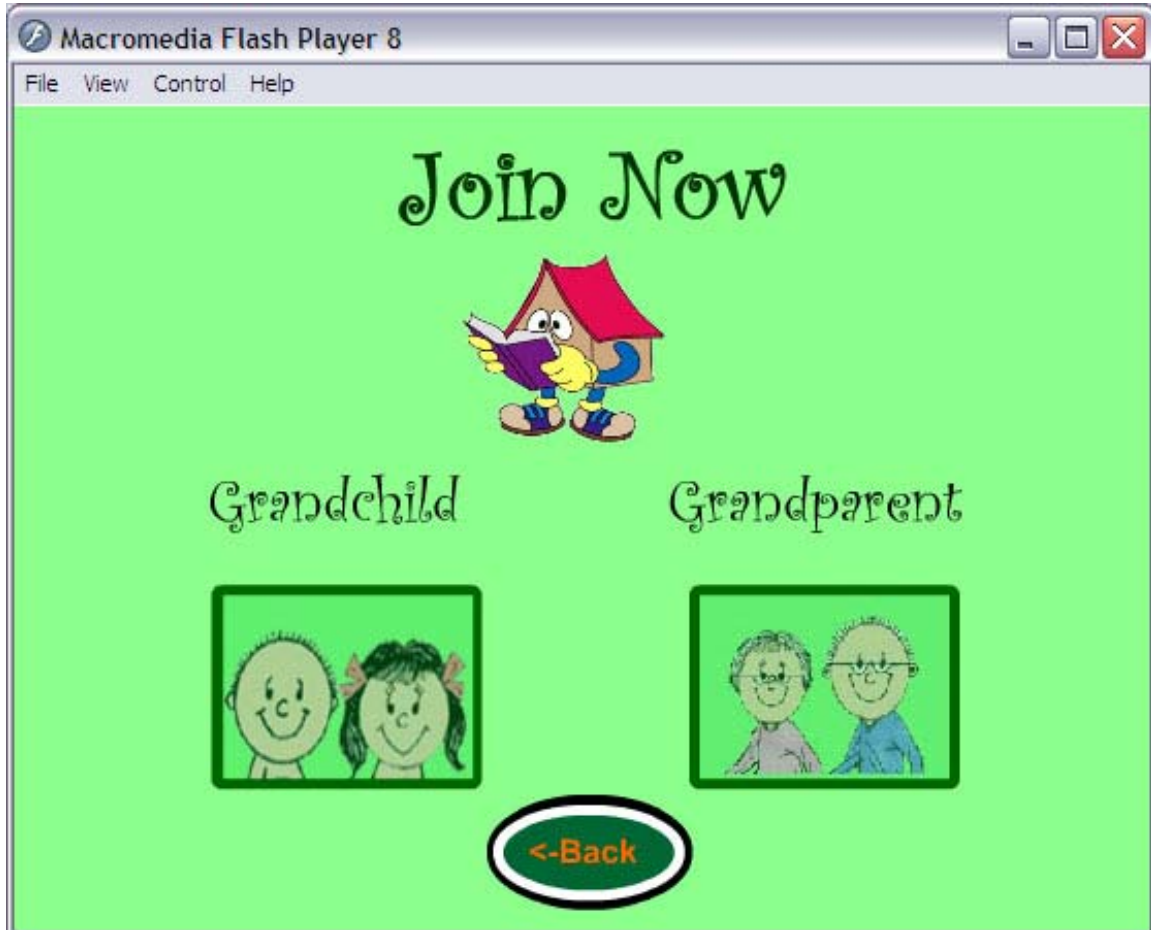 Macromedia Flash Player 8
File View Control Help
Join Now
Grandchild Grandparent
<-Back